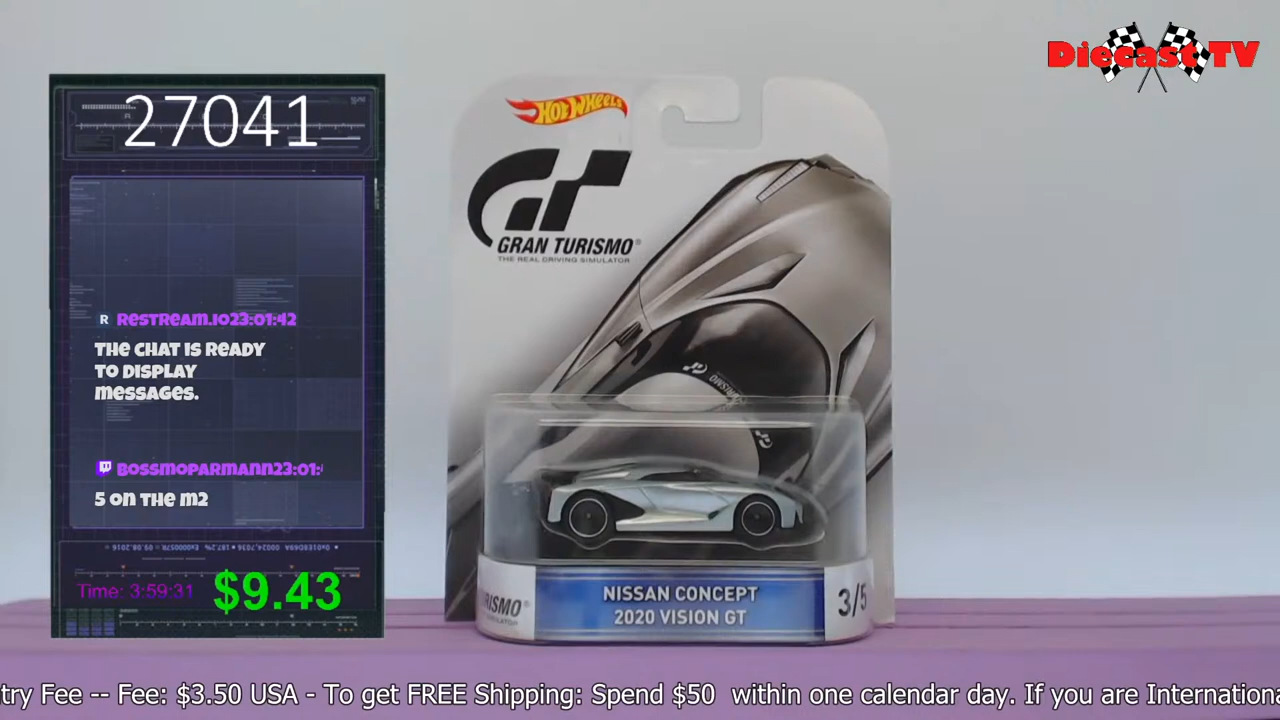 Diecast TV
27041
RESTREAM.IO23:01:42
THE CHAT IS READY
TO DISPLAY
MESSAGES.
BOSSMOPARMANN23:01:
5 ON THE M2
Time: 3:59:31
$9.43
HOT WHEELS
GRAN TURISMO®
THE REAL DRIVING SIMULATOR
NISSAN CONCEPT
2020 VISION GT
RISMO®
3/5
try Fee -- Fee: $3.50 USA - To get FREE Shipping: Spend $50 within one calendar day. If you are Internationa